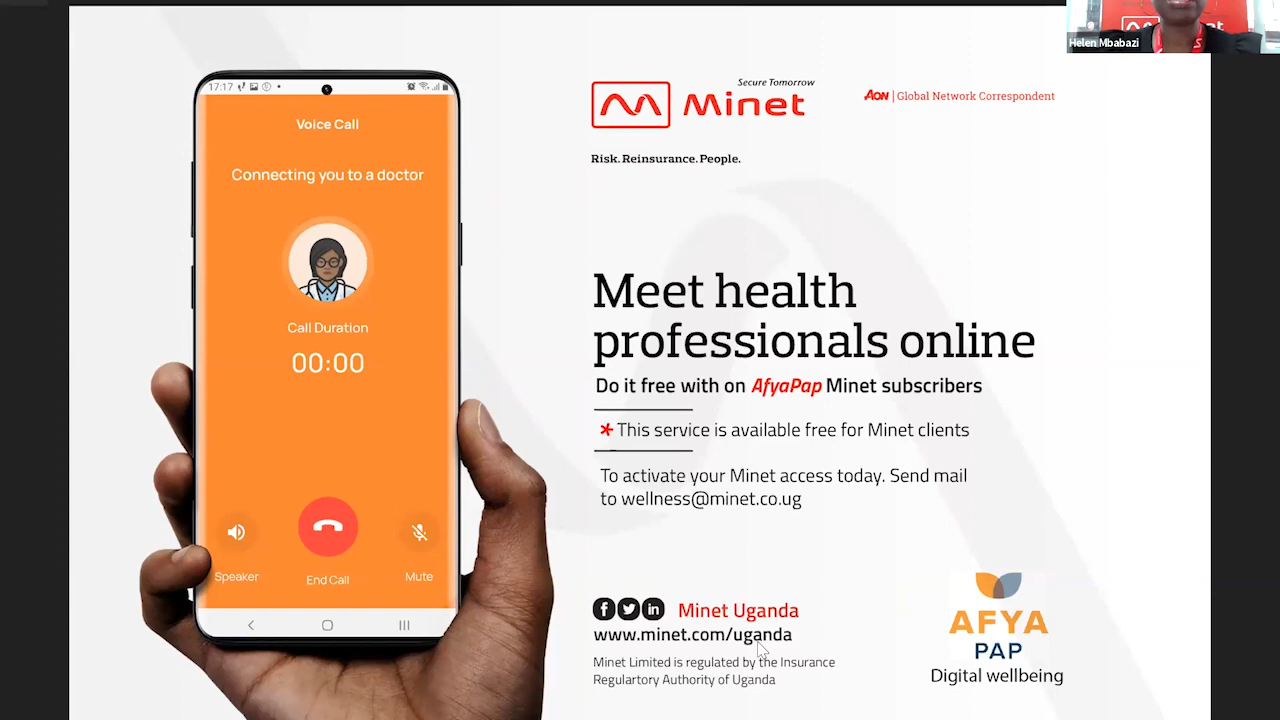 17:17
Voice Call
Connecting you to a doctor
Call Duration
00:00
Speaker
End Call
Mute
Secure Tomorrow
Minet
AON | Global Network Correspondent
Risk. Reinsurance. People.
Meet health
professionals online
Do it free with on AfyaPap Minet subscribers
* This service is available free for Minet clients
To activate your Minet access today. Send mail
to wellness@minet.co.ug
Minet Uganda
www.minet.com/uganda
Minet Limited is regulated by the Insurance
Regulartory Authority of Uganda
AFYA
PAP
Digital wellbeing
Helen Mbabazi